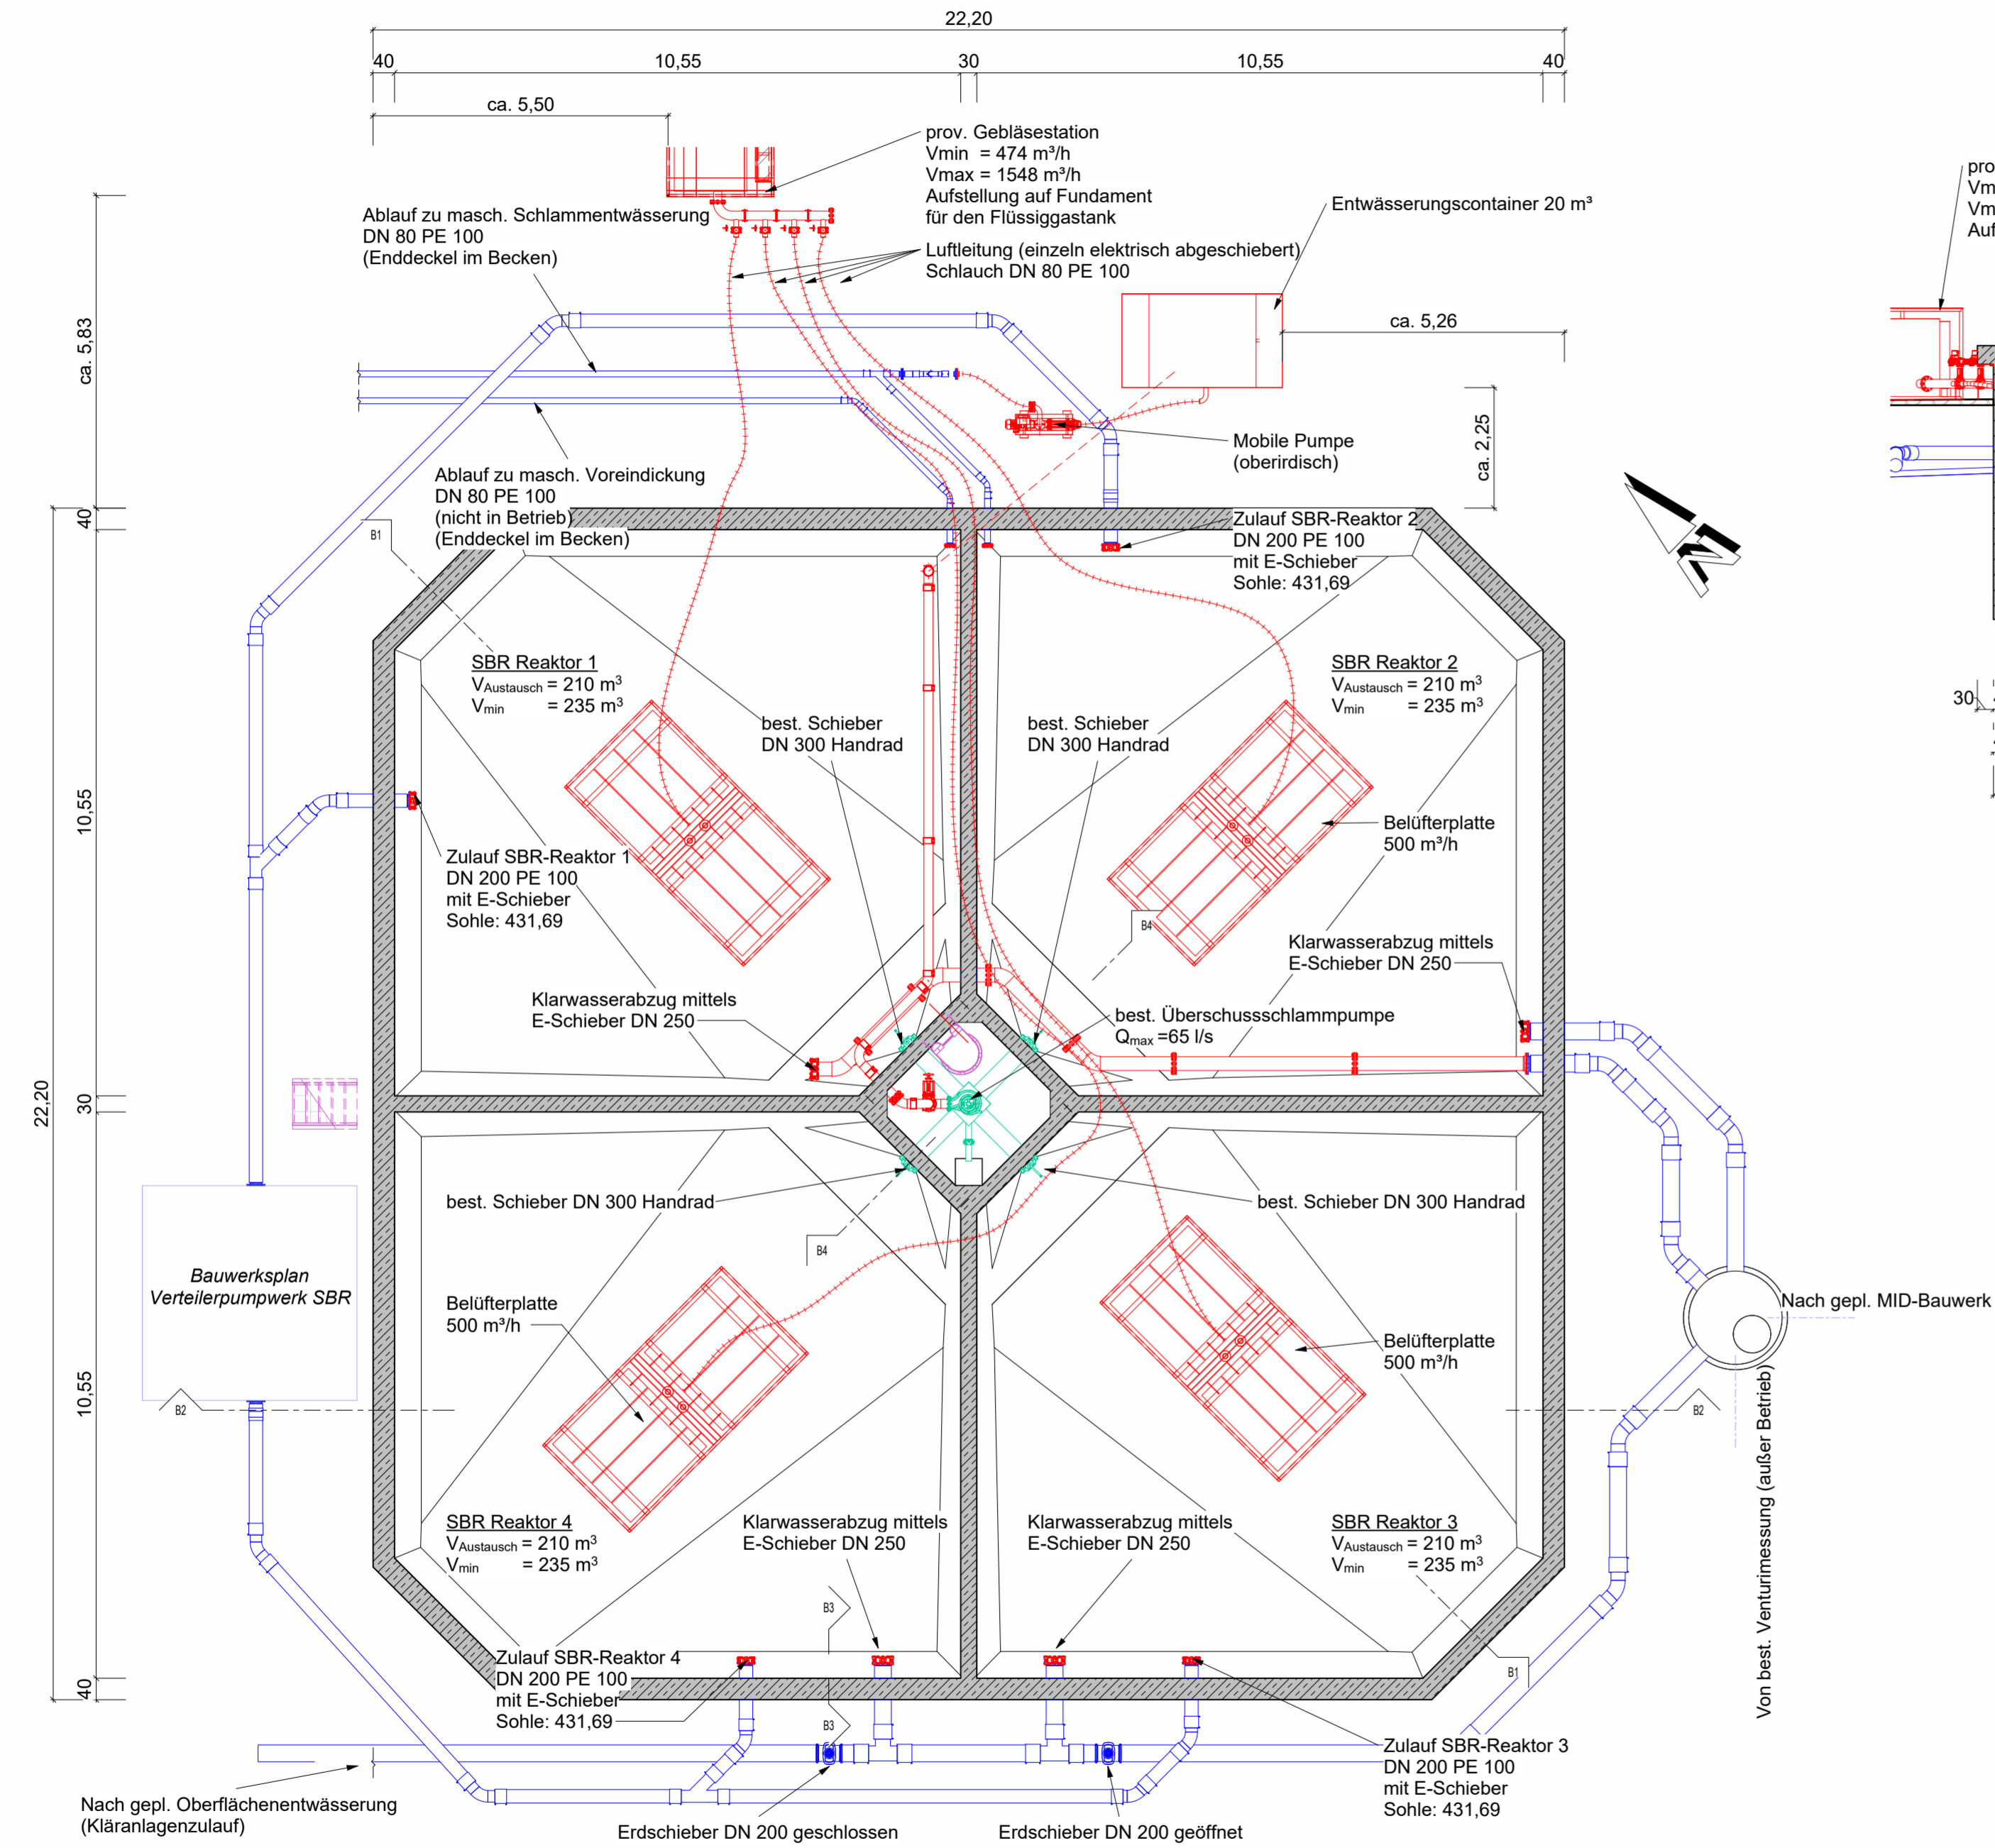 22,20
40
10,55
30
10,55
40
ca. 5,50
prov. Gebläsestation
Vmin = 474 m³/h
Vmax = 1548 m³/h
Aufstellung auf Fundament
für den Flüssiggastank
Entwässerungscontainer 20 m³
Ablauf zu masch. Schlammentwässerung
DN 80 PE 100
(Enddeckel im Becken)
Luftleitung (einzeln elektrisch abgeschiebert)
Schlauch DN 80 PE 100
ca. 5,26
ca. 5,83
ca. 2,25
Mobile Pumpe
(oberirdisch)
Ablauf zu masch. Voreindickung
DN 80 PE 100
(nicht in Betrieb)
(Enddeckel im Becken)
40
B1
Zulauf SBR-Reaktor 2
DN 200 PE 100
mit E-Schieber
Sohle: 431,69
N
SBR Reaktor 1
VAustausch = 210 m³
Vmin = 235 m³
SBR Reaktor 2
VAustausch = 210 m³
Vmin = 235 m³
best. Schieber
DN 300 Handrad
best. Schieber
DN 300 Handrad
30
10,55
Belüfterplatte
500 m³/h
Zulauf SBR-Reaktor 1
DN 200 PE 100
mit E-Schieber
Sohle: 431,69
B4
Klarwasserabzug mittels
E-Schieber DN 250
Klarwasserabzug mittels
E-Schieber DN 250
best. Überschussschlammpumpe
Qmax =65 l/s
22,20
30
best. Schieber DN 300 Handrad
best. Schieber DN 300 Handrad
B4
Bauwerksplan
Verteilerpumpwerk SBR
Belüfterplatte
500 m³/h
Nach gepl. MID-Bauwerk
Belüfterplatte
500 m³/h
10,55
B2
B2
Von best. Venturimessung (außer Betrieb)
SBR Reaktor 4
VAustausch = 210 m³
Vmin = 235 m³
Klarwasserabzug mittels
E-Schieber DN 250
Klarwasserabzug mittels
E-Schieber DN 250
SBR Reaktor 3
VAustausch = 210 m³
Vmin = 235 m³
B3
Zulauf SBR-Reaktor 4
DN 200 PE 100
mit E-Schieber
Sohle: 431,69
B1
40
B3
Zulauf SBR-Reaktor 3
DN 200 PE 100
mit E-Schieber
Sohle: 431,69
Nach gepl. Oberflächenentwässerung
(Kläranlagenzulauf)
Erdschieber DN 200 geschlossen
Erdschieber DN 200 geöffnet